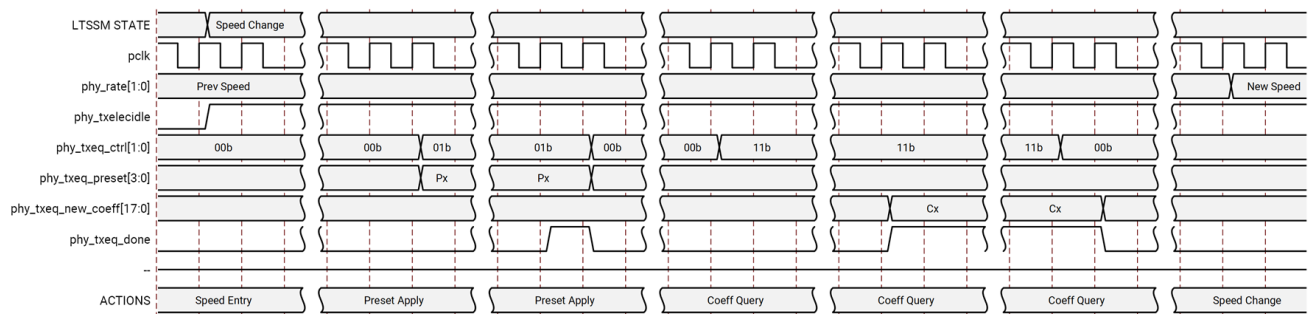 LTSSM STATE Speed Change
pclk
phy_rate[1:0] Prev Speed New Speed
phy_txelecidle
phy_txeq_ctrl[1:0] 00b 00b 01b 01b 00b 00b 11b 11b 11b 00b
phy_txeq_preset[3:0] Px Px
phy_txeq_new_coeff[17:0] Cx Cx
phy_txeq_done
--
ACTIONS Speed Entry Preset Apply Preset Apply Coeff Query Coeff Query Coeff Query Speed Change